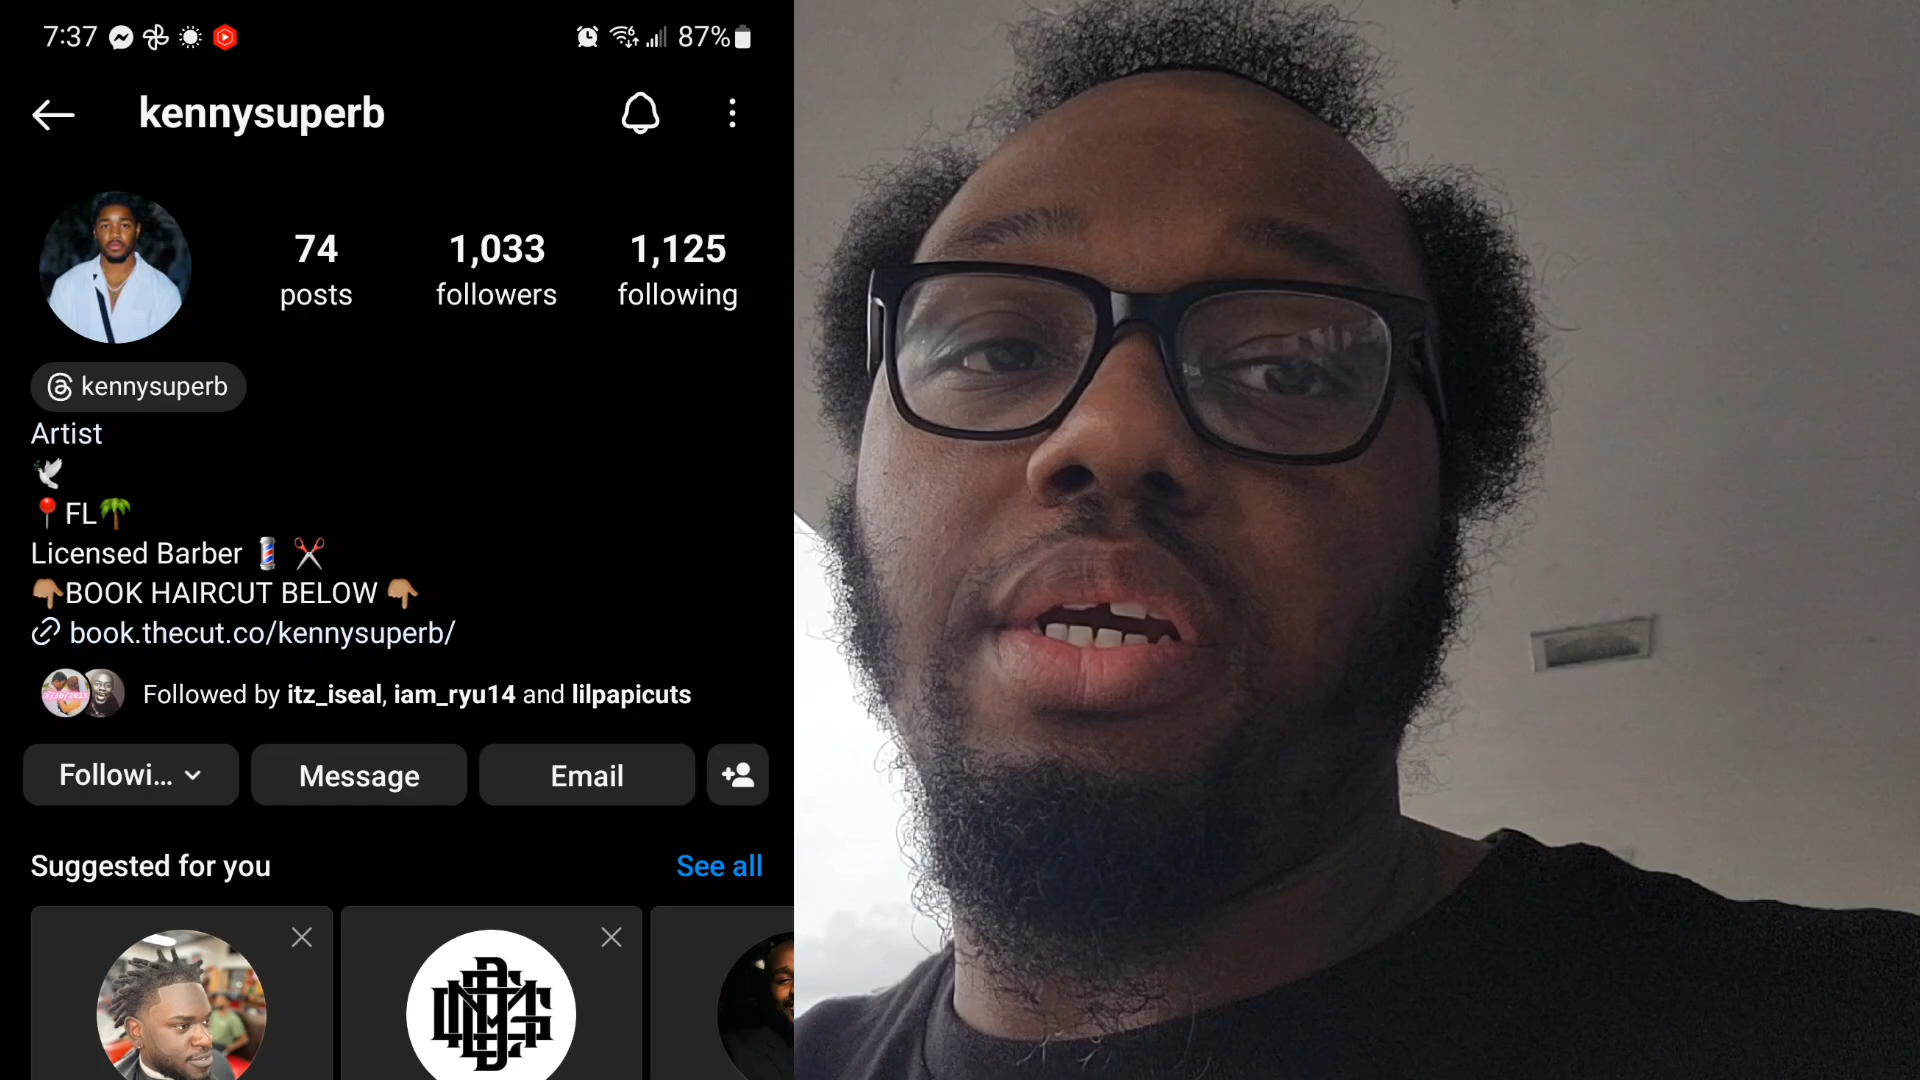 7:37
87%
kennysuperb
74 1,033 1,125
posts followers following
kennysuperb
Artist
FL
Licensed Barber
BOOK HAIRCUT BELOW
book.thecut.co/kennysuperb/
Followed by itz_iseal, iam_ryu14 and lilpapicuts
Followi... Message Email
Suggested for you See all